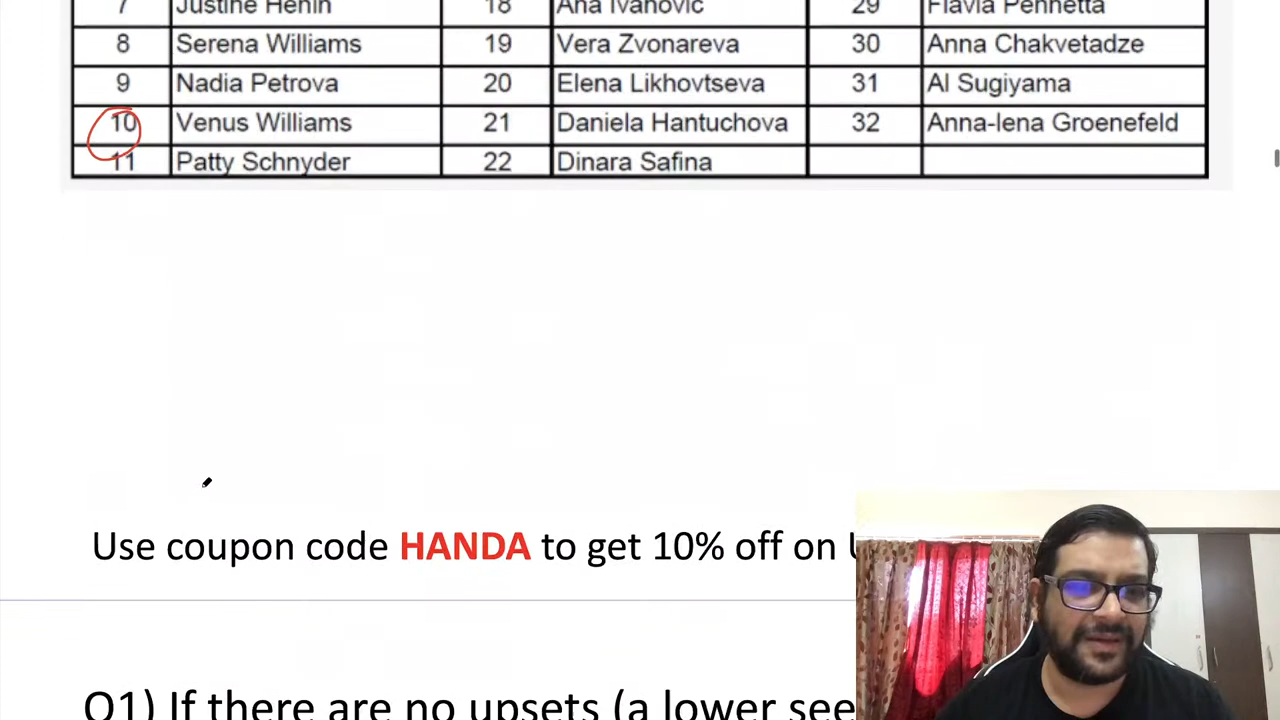 7 Justine Henin 18 Ana Ivanovic 29 Flavia Pennetta
8 Serena Williams 19 Vera Zvonareva 30 Anna Chakvetadze
9 Nadia Petrova 20 Elena Likhovtseva 31 Al Sugiyama
10 Venus Williams 21 Daniela Hantuchova 32 Anna-lena Groenefeld
11 Patty Schnyder 22 Dinara Safina
Use coupon code HANDA to get 10% off on
Q1) If there are no upsets (a lower see